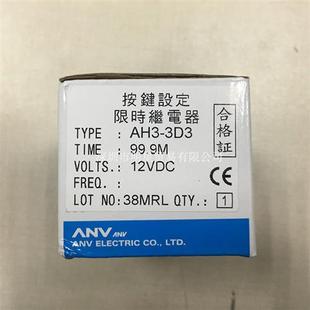 按鍵設定
限時繼電器
合格証
TYPE : AH3-3D3
TIME : 99.9M
VOLTS.: 12VDC
FREQ. :
CE
LOT NO:38MRL QTY.: 1
ANV ANV
ANV ELECTRIC CO., LTD.